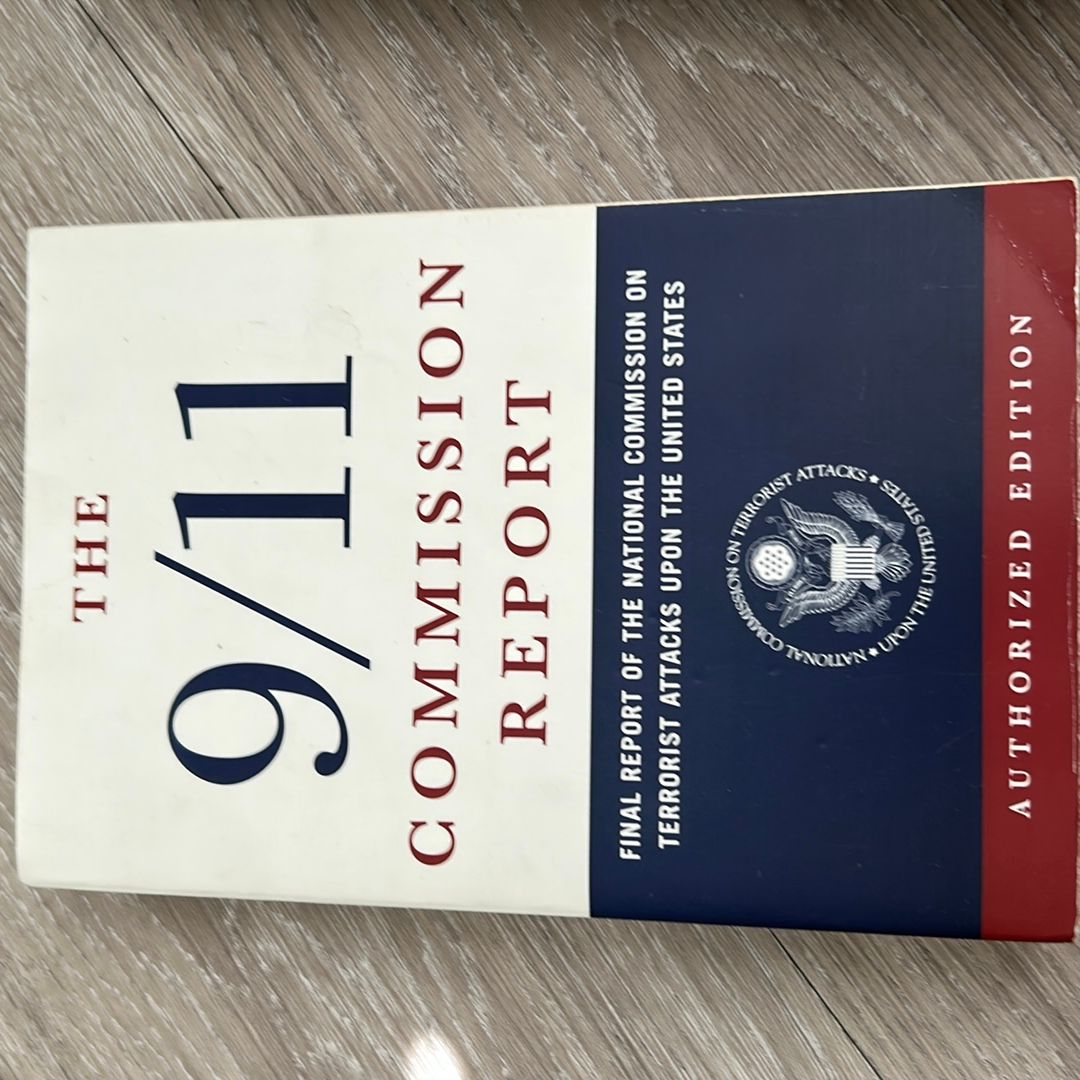 THE
9/11
COMMISSION
REPORT
FINAL REPORT OF THE NATIONAL COMMISSION ON
TERRORIST ATTACKS UPON THE UNITED STATES
NATIONAL COMMISSION ON TERRORIST ATTACKS ★
UPON THE UNITED STATES ★
AUTHORIZED EDITION